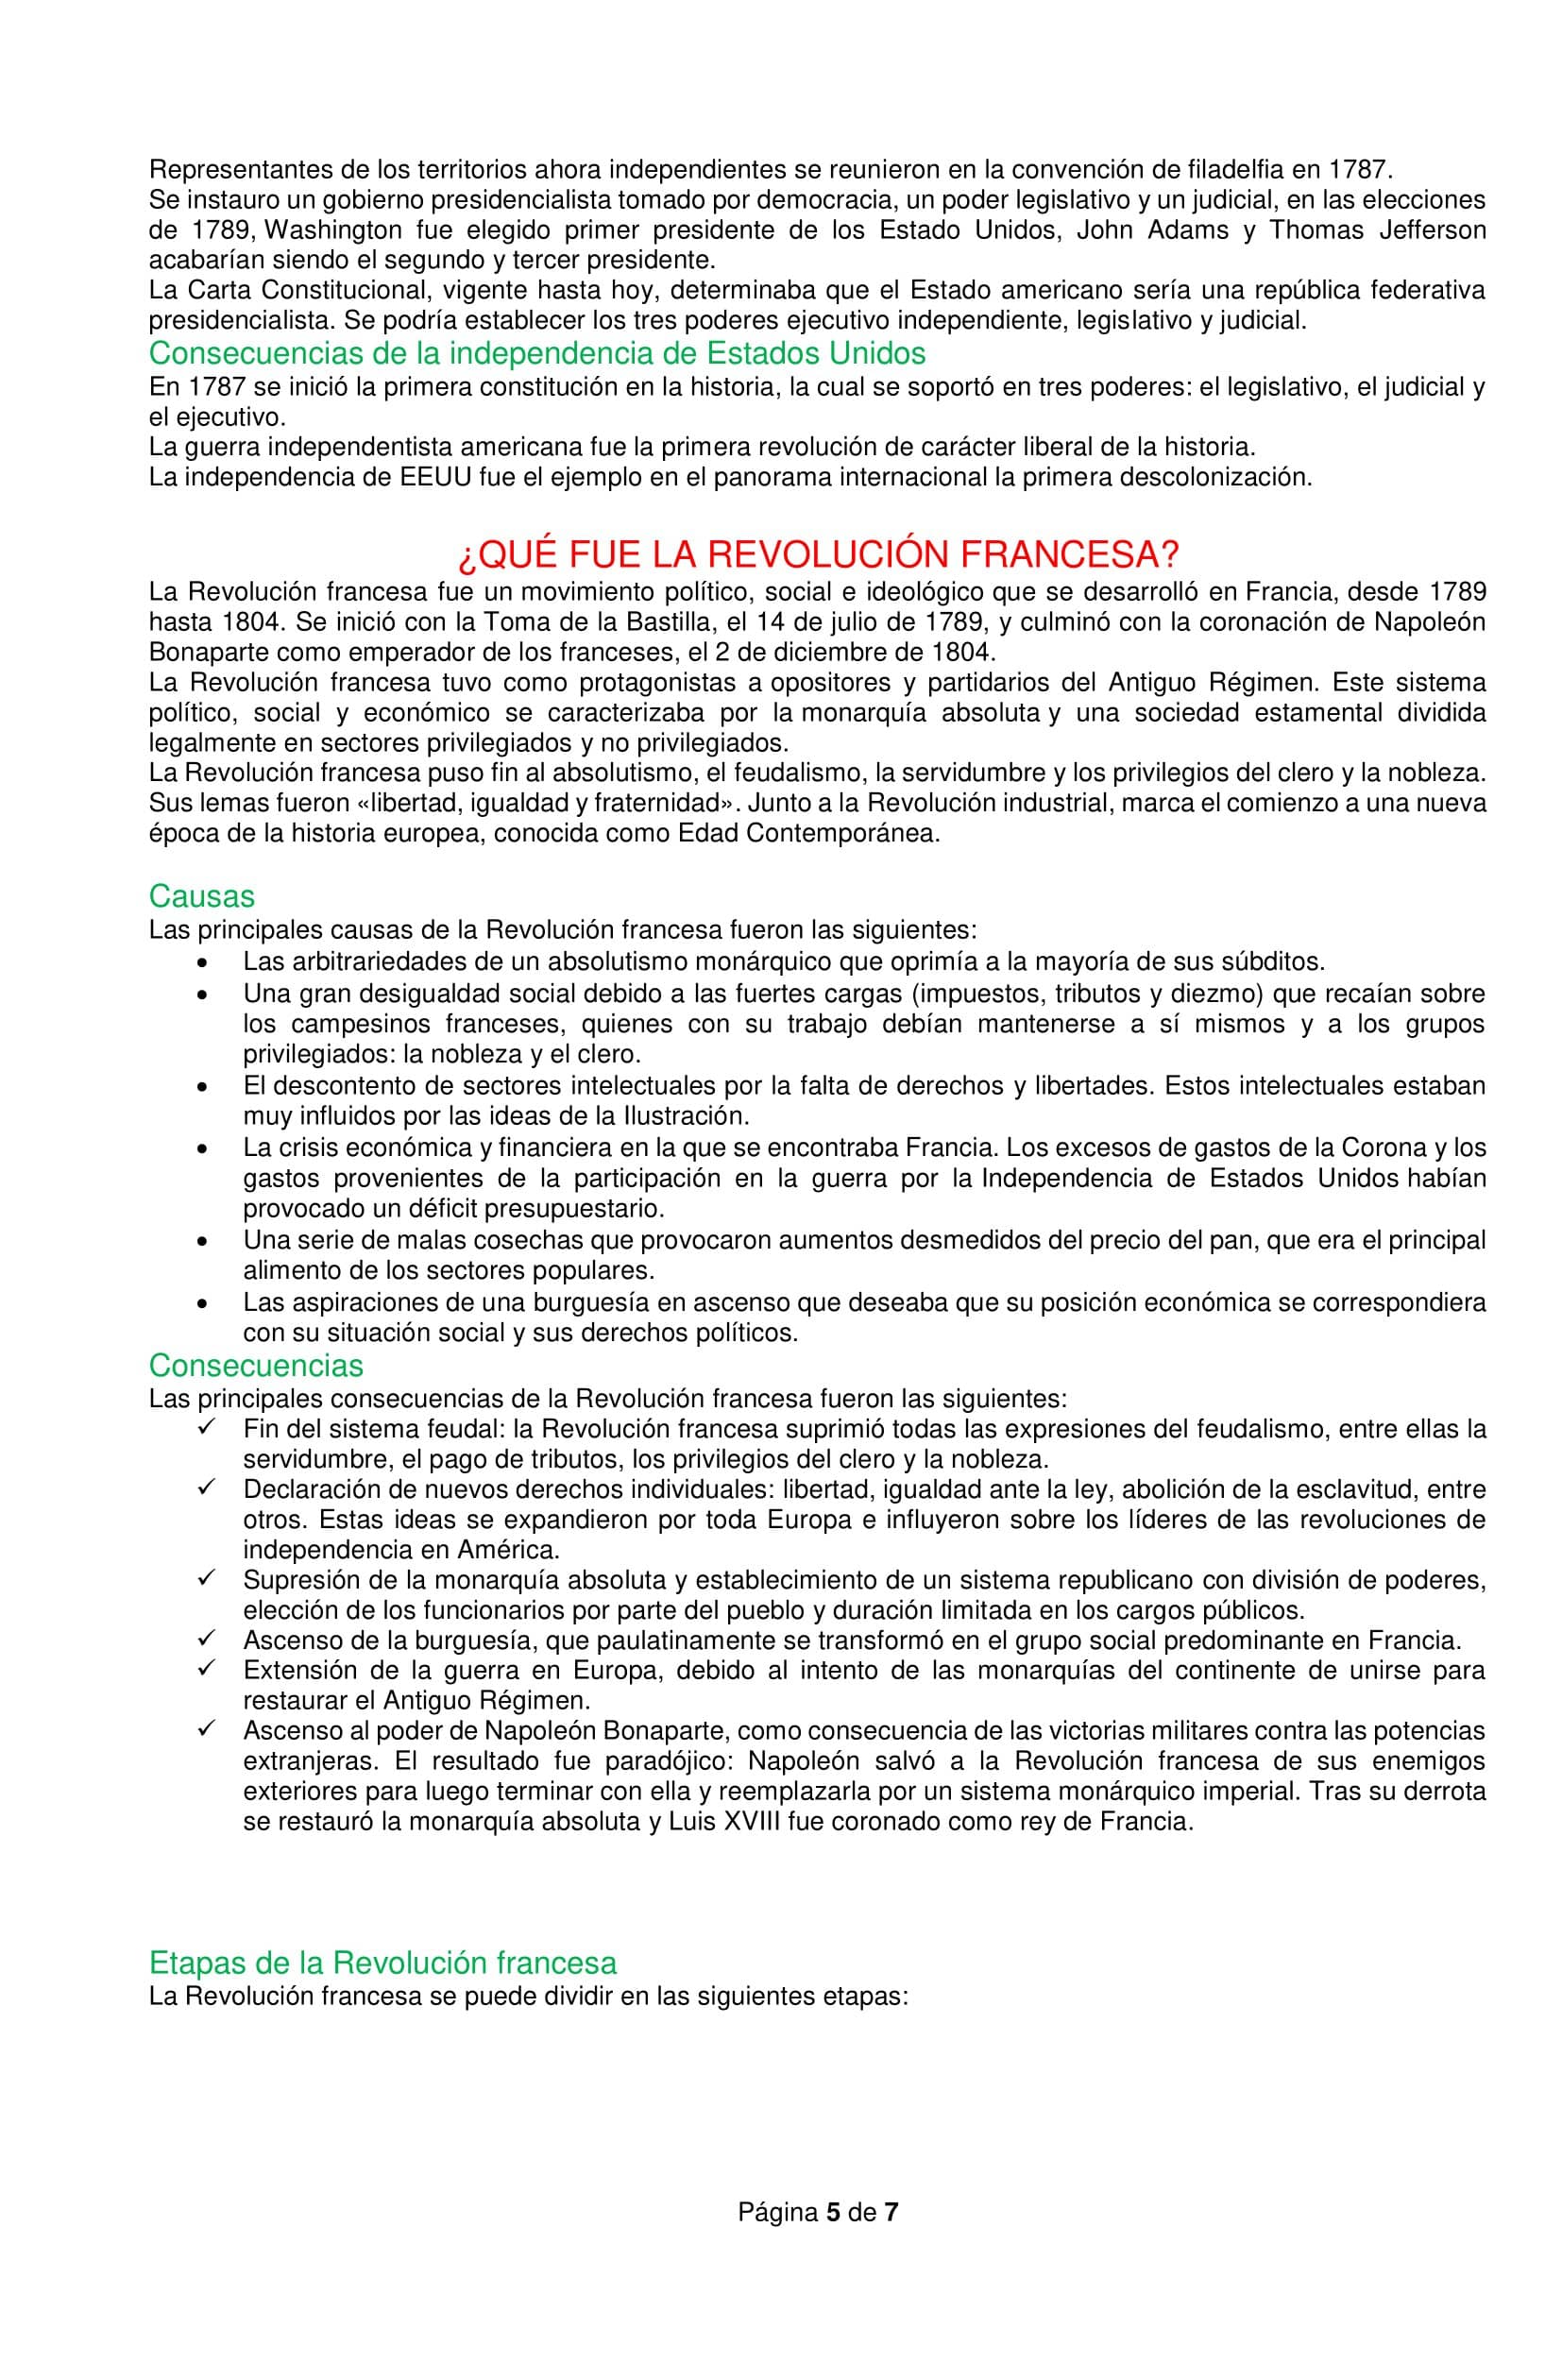 Representantes de los territorios ahora independientes se reunieron en la convención de filadelfia en 1787.
Se instauro un gobierno presidencialista tomado por democracia, un poder legislativo y un judicial, en las elecciones
de 1789, Washington fue elegido primer presidente de los Estado Unidos, John Adams y Thomas Jefferson
acabarían siendo el segundo y tercer presidente.
La Carta Constitucional, vigente hasta hoy, determinaba que el Estado americano sería una república federativa
presidencialista. Se podría establecer los tres poderes ejecutivo independiente, legislativo y judicial.
Consecuencias de la independencia de Estados Unidos
En 1787 se inició la primera constitución en la historia, la cual se soportó en tres poderes: el legislativo, el judicial y
el ejecutivo.
La guerra independentista americana fue la primera revolución de carácter liberal de la historia.
La independencia de EEUU fue el ejemplo en el panorama internacional la primera descolonización.
¿QUÉ FUE LA REVOLUCIÓN FRANCESA?
La Revolución francesa fue un movimiento político, social e ideológico que se desarrolló en Francia, desde 1789
hasta 1804. Se inició con la Toma de la Bastilla, el 14 de julio de 1789, y culminó con la coronación de Napoleón
Bonaparte como emperador de los franceses, el 2 de diciembre de 1804.
La Revolución francesa tuvo como protagonistas a opositores y partidarios del Antiguo Régimen. Este sistema
político, social y económico se caracterizaba por la monarquía absoluta y una sociedad estamental dividida
legalmente en sectores privilegiados y no privilegiados.
La Revolución francesa puso fin al absolutismo, el feudalismo, la servidumbre y los privilegios del clero y la nobleza.
Sus lemas fueron «libertad, igualdad y fraternidad». Junto a la Revolución industrial, marca el comienzo a una nueva
época de la historia europea, conocida como Edad Contemporánea.
Causas
Las principales causas de la Revolución francesa fueron las siguientes:
• Las arbitrariedades de un absolutismo monárquico que oprimía a la mayoría de sus súbditos.
• Una gran desigualdad social debido a las fuertes cargas (impuestos, tributos y diezmo) que recaían sobre
los campesinos franceses, quienes con su trabajo debían mantenerse a sí mismos y a los grupos
privilegiados: la nobleza y el clero.
• El descontento de sectores intelectuales por la falta de derechos y libertades. Estos intelectuales estaban
muy influidos por las ideas de la Ilustración.
• La crisis económica y financiera en la que se encontraba Francia. Los excesos de gastos de la Corona y los
gastos provenientes de la participación en la guerra por la Independencia de Estados Unidos habían
provocado un déficit presupuestario.
• Una serie de malas cosechas que provocaron aumentos desmedidos del precio del pan, que era el principal
alimento de los sectores populares.
• Las aspiraciones de una burguesía en ascenso que deseaba que su posición económica se correspondiera
con su situación social y sus derechos políticos.
Consecuencias
Las principales consecuencias de la Revolución francesa fueron las siguientes:
✓ Fin del sistema feudal: la Revolución francesa suprimió todas las expresiones del feudalismo, entre ellas la
servidumbre, el pago de tributos, los privilegios del clero y la nobleza.
✓ Declaración de nuevos derechos individuales: libertad, igualdad ante la ley, abolición de la esclavitud, entre
otros. Estas ideas se expandieron por toda Europa e influyeron sobre los líderes de las revoluciones de
independencia en América.
✓ Supresión de la monarquía absoluta y establecimiento de un sistema republicano con división de poderes,
elección de los funcionarios por parte del pueblo y duración limitada en los cargos públicos.
✓ Ascenso de la burguesía, que paulatinamente se transformó en el grupo social predominante en Francia.
✓ Extensión de la guerra en Europa, debido al intento de las monarquías del continente de unirse para
restaurar el Antiguo Régimen.
✓ Ascenso al poder de Napoleón Bonaparte, como consecuencia de las victorias militares contra las potencias
extranjeras. El resultado fue paradójico: Napoleón salvó a la Revolución francesa de sus enemigos
exteriores para luego terminar con ella y reemplazarla por un sistema monárquico imperial. Tras su derrota
se restauró la monarquía absoluta y Luis XVIII fue coronado como rey de Francia.
Etapas de la Revolución francesa
La Revolución francesa se puede dividir en las siguientes etapas:
Página 5 de 7